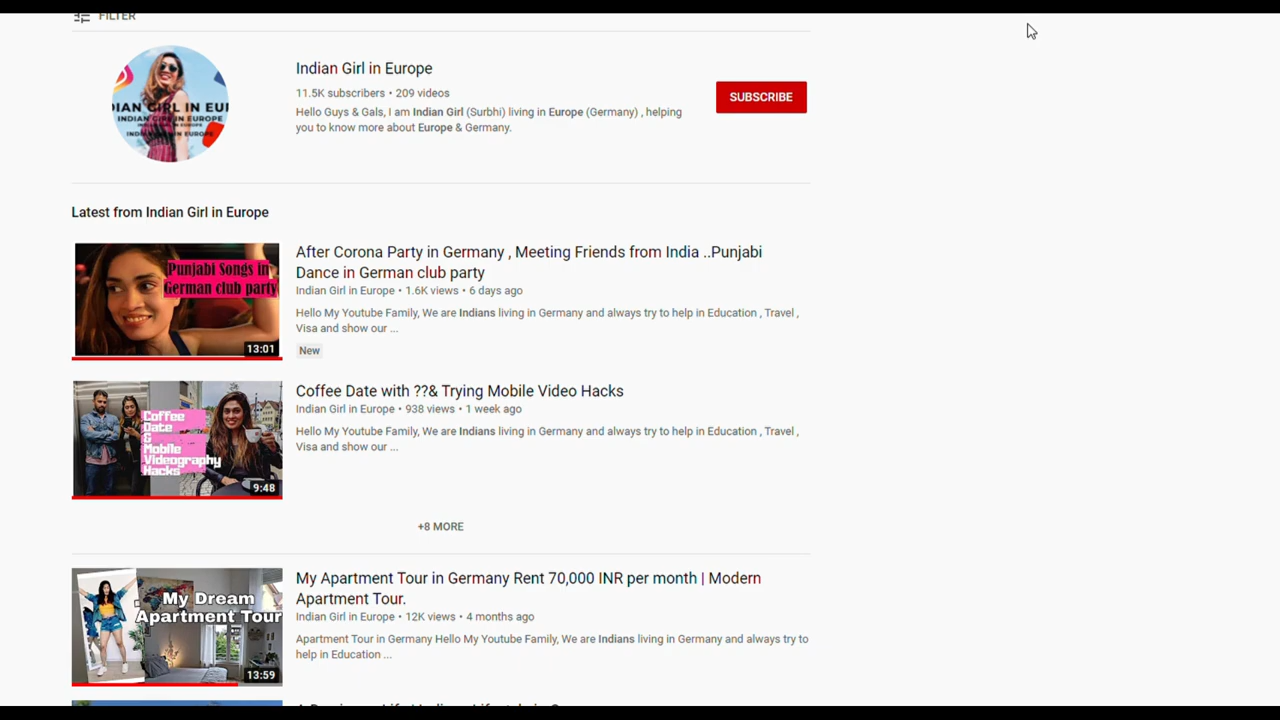 FILTER
IAN GIRL IN EU
INDIAN GIRL IN EUROPE
Indian Girl in Europe
11.5K subscribers • 209 videos
SUBSCRIBE
Hello Guys & Gals, I am Indian Girl (Surbhi) living in Europe (Germany) , helping
you to know more about Europe & Germany.
Latest from Indian Girl in Europe
Punjabi Songs in
German club party
13:01
After Corona Party in Germany , Meeting Friends from India ..Punjabi
Dance in German club party
Indian Girl in Europe • 1.6K views • 6 days ago
Hello My Youtube Family, We are Indians living in Germany and always try to help in Education , Travel ,
Visa and show our ...
New
Coffee
Date
&
Mobile
Videography
Hacks
9:48
Coffee Date with ??& Trying Mobile Video Hacks
Indian Girl in Europe • 938 views • 1 week ago
Hello My Youtube Family, We are Indians living in Germany and always try to help in Education , Travel ,
Visa and show our ...
+8 MORE
My Dream
Apartment Tour
13:59
My Apartment Tour in Germany Rent 70,000 INR per month | Modern
Apartment Tour.
Indian Girl in Europe • 12K views • 4 months ago
Apartment Tour in Germany Hello My Youtube Family, We are Indians living in Germany and always try to
help in Education ...